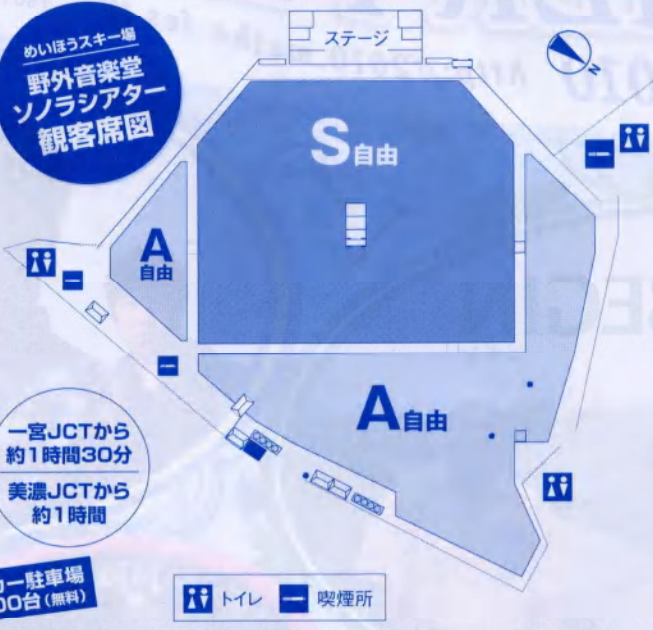 めいほうスキー場
野外音楽堂
ソノラシアター
観客席図
ステージ
N
S自由
A
自由
A自由
一宮JCTから
約1時間30分
美濃JCTから
約1時間
カー駐車場
00台(無料)
トイレ
喫煙所